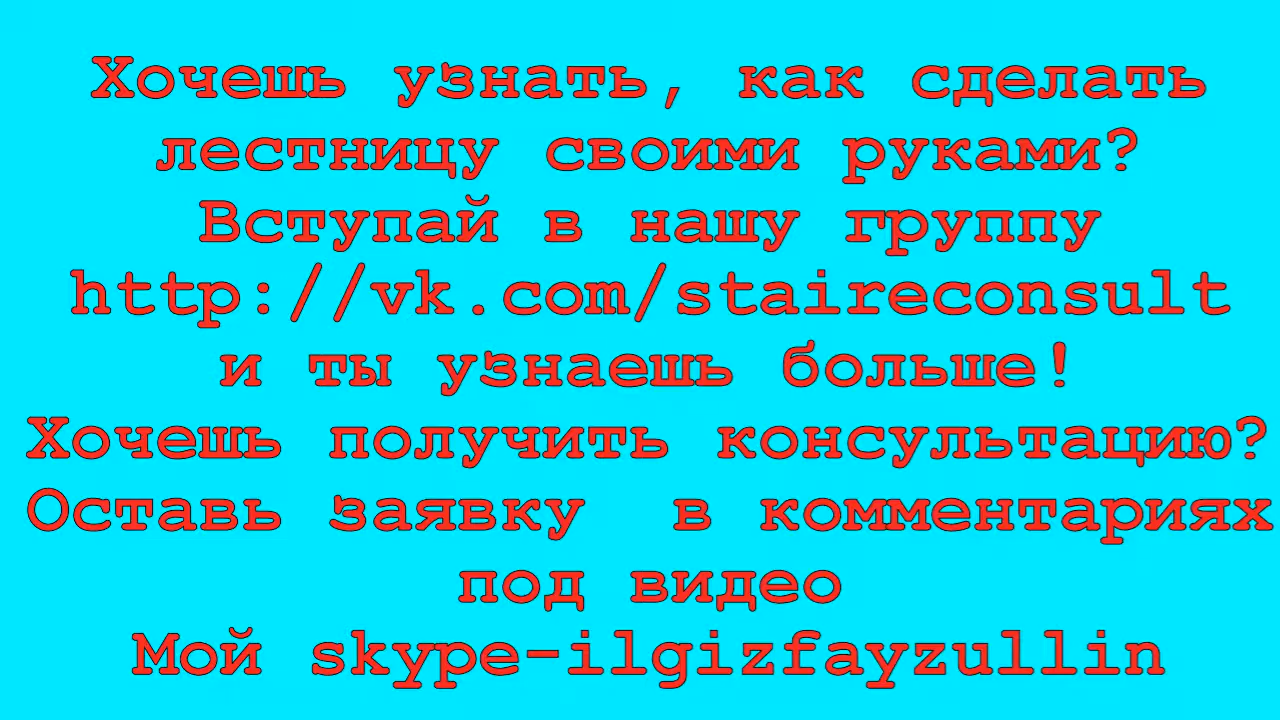 Хочешь узнать, как сделать
лестницу своими руками?
Вступай в нашу группу
http://vk.com/staireconsult
и ты узнаешь больше!
Хочешь получить консультацию?
Оставь заявку  в комментариях
под видео
Мой skype-ilgizfayzullin